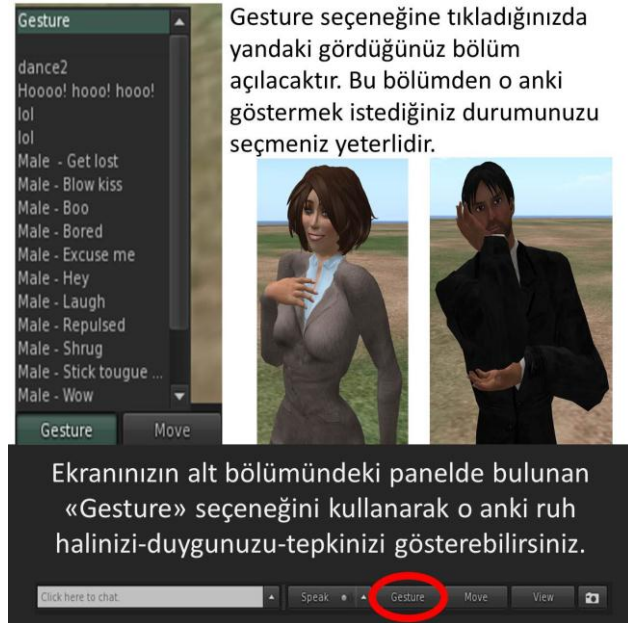 Gesture
dance2
Hoooo! hooo! hooo!
lol
lol
Male - Get lost
Male - Blow kiss
Male - Boo
Male - Bored
Male - Excuse me
Male - Hey
Male - Laugh
Male - Repulsed
Male - Shrug
Male - Stick tougue ...
Male - Wow
Gesture Move
Gesture seçeneğine tıkladığınızda
yandaki gördüğünüz bölüm
açılacaktır. Bu bölümden o anki
göstermek istediğiniz durumunuzu
seçmeniz yeterlidir.
Ekranınızın alt bölümündeki panelde bulunan
«Gesture» seçeneğini kullanarak o anki ruh
halinizi-duygunuzu-tepkinizi gösterebilirsiniz.
Click here to chat. Speak Gesture Move View